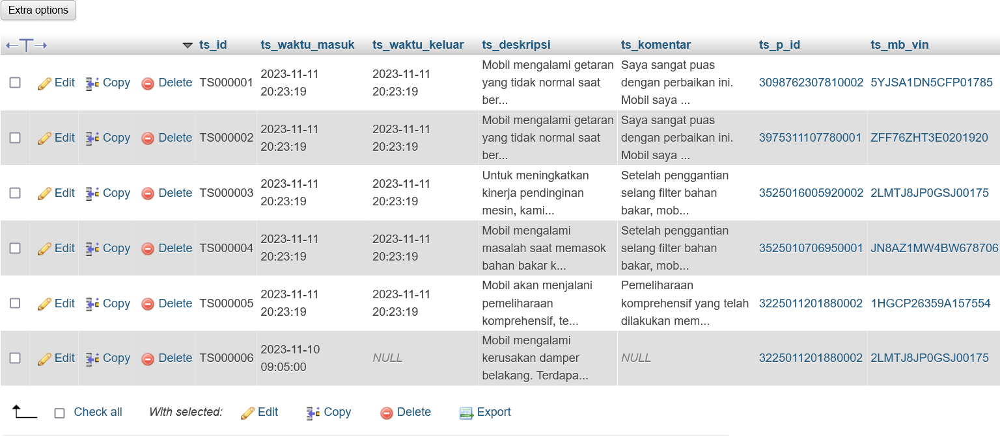 Extra options
ts_id ts_waktu_masuk ts_waktu_keluar ts_deskripsi ts_komentar ts_p_id ts_mb_vin
Edit Copy Delete TS000001 2023-11-11 20:23:19 2023-11-11 20:23:19 Mobil mengalami getaran yang tidak normal saat ber... Saya sangat puas dengan perbaikan ini. Mobil saya ... 3098762307810002 5YJSA1DN5CFP01785
Edit Copy Delete TS000002 2023-11-11 20:23:19 2023-11-11 20:23:19 Mobil mengalami getaran yang tidak normal saat ber... Saya sangat puas dengan perbaikan ini. Mobil saya ... 3975311107780001 ZFF76ZHT3E0201920
Edit Copy Delete TS000003 2023-11-11 20:23:19 2023-11-11 20:23:19 Untuk meningkatkan kinerja pendinginan mesin, kami... Setelah penggantian selang filter bahan bakar, mob... 3525016005920002 2LMTJ8JP0GSJ00175
Edit Copy Delete TS000004 2023-11-11 20:23:19 2023-11-11 20:23:19 Mobil mengalami masalah saat memasok bahan bakar k... Setelah penggantian selang filter bahan bakar, mob... 3525010706950001 JN8AZ1MW4BW678706
Edit Copy Delete TS000005 2023-11-11 20:23:19 2023-11-11 20:23:19 Mobil akan menjalani pemeliharaan komprehensif, te... Pemeliharaan komprehensif yang telah dilakukan mem... 3225011201880002 1HGCP26359A157554
Edit Copy Delete TS000006 2023-11-10 09:05:00 NULL Mobil mengalami kerusakan damper belakang. Terdapa... NULL 3225011201880002 2LMTJ8JP0GSJ00175
Check all With selected: Edit Copy Delete Export